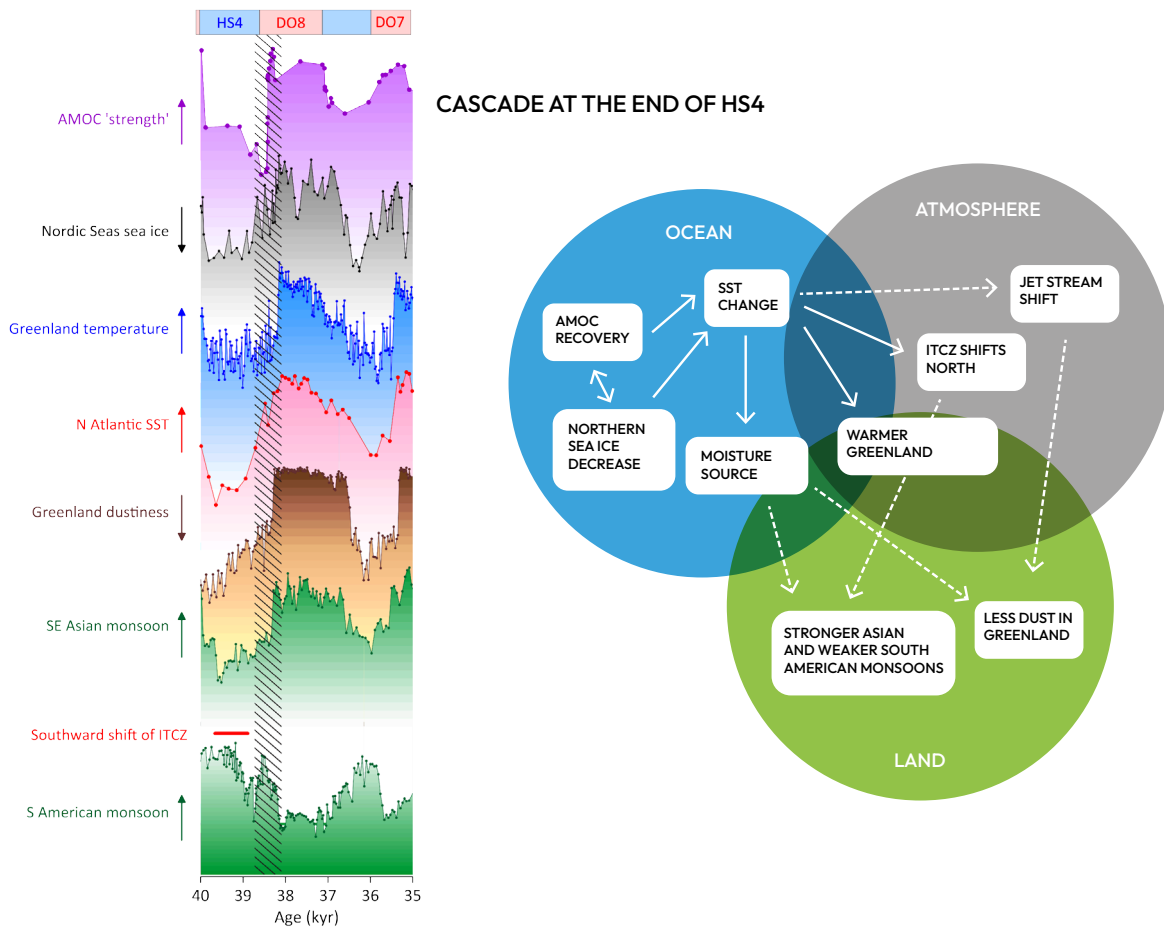 HS4
DO8
DO7
AMOC 'strength'
Nordic Seas sea ice
Greenland temperature
N Atlantic SST
Greenland dustiness
SE Asian monsoon
Southward shift of ITCZ
S American monsoon
40 39 38 37 36 35
Age (kyr)
CASCADE AT THE END OF HS4
OCEAN
ATMOSPHERE
SST
CHANGE
JET STREAM
SHIFT
AMOC
RECOVERY
ITCZ SHIFTS
NORTH
NORTHERN
SEA ICE
DECREASE
MOISTURE
SOURCE
WARMER
GREENLAND
STRONGER ASIAN
AND WEAKER SOUTH
AMERICAN MONSOONS
LESS DUST IN
GREENLAND
LAND